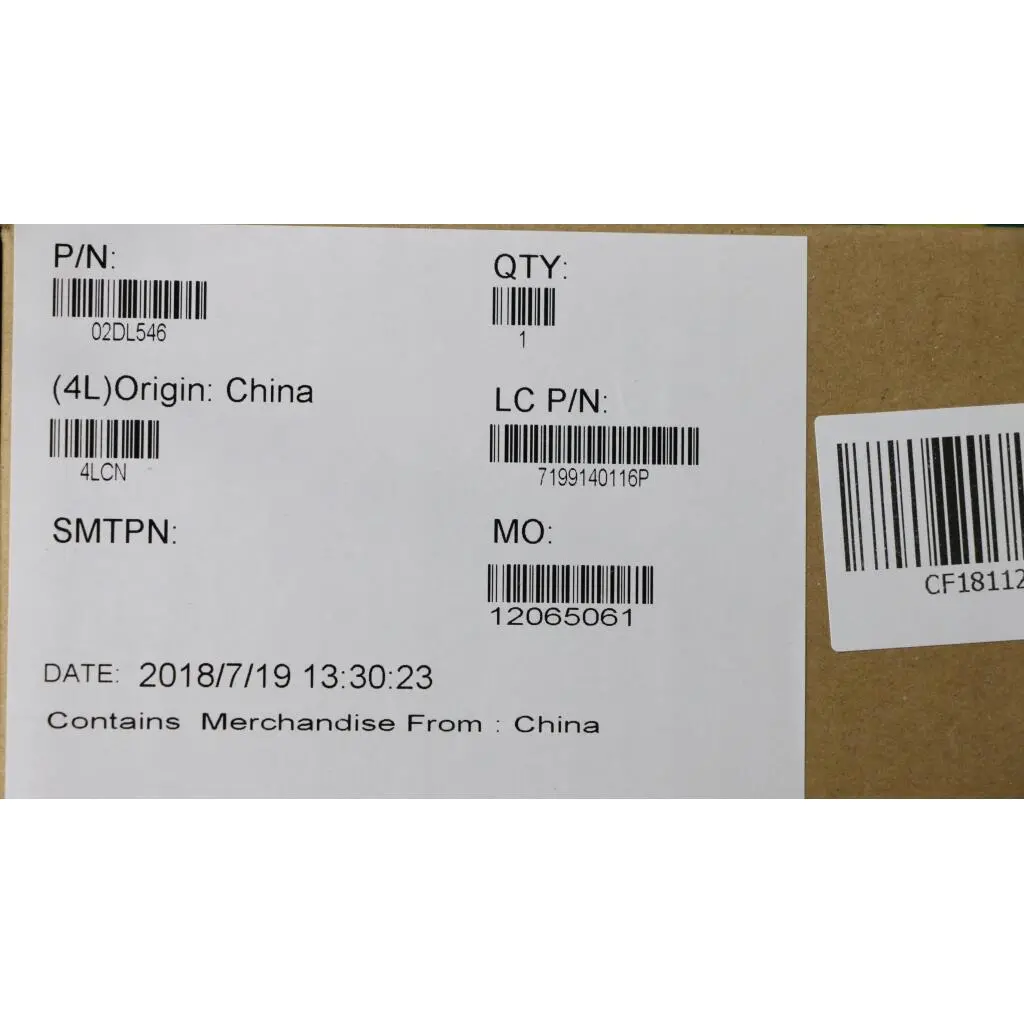 P/N:
02DL546
QTY:
1
(4L)Origin: China
4LCN
LC P/N:
7199140116P
SMTPN:
MO:
12065061
DATE: 2018/7/19 13:30:23
Contains Merchandise From : China
CF18112